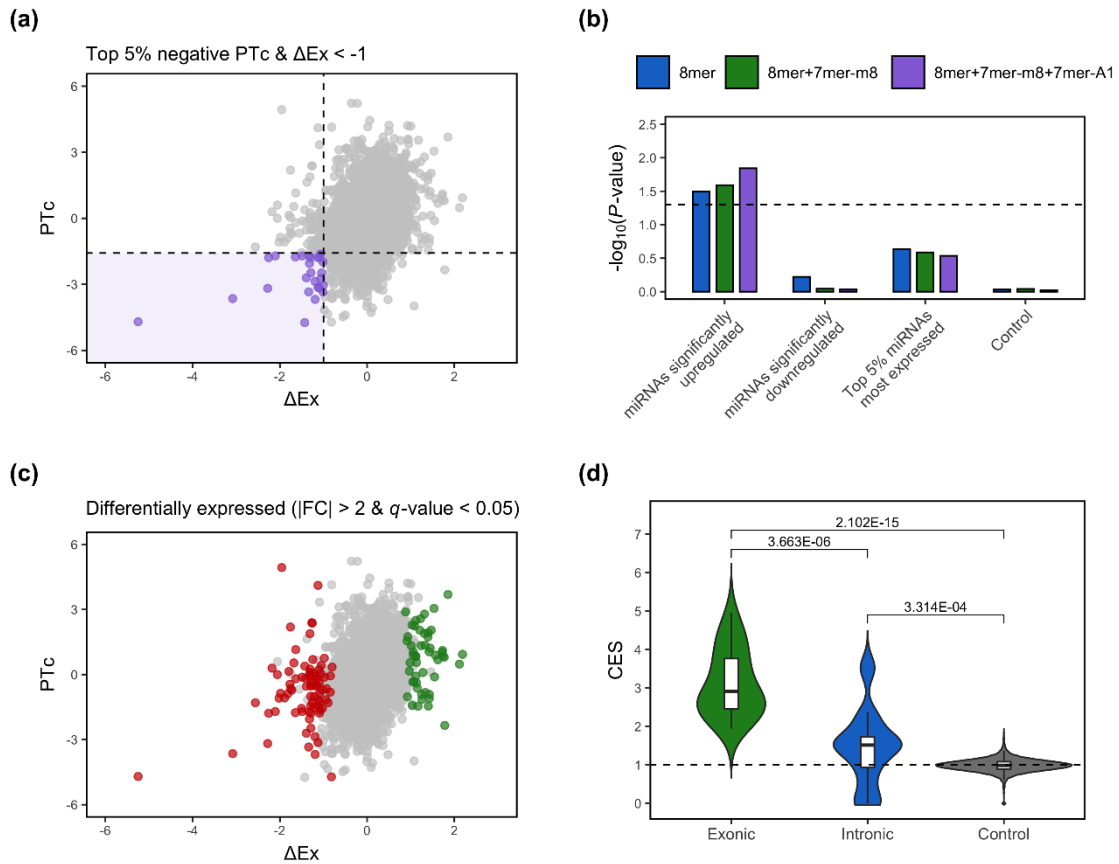 (a)
Top 5% negative PTc & ΔEx < -1
PTc
6
3
0
-3
-6
-6
-4
-2
0
2
ΔEx
(b)
8mer
8mer+7mer-m8
8mer+7mer-m8+7mer-A1
-log10(P-value)
2.5
2.0
1.5
1.0
0.5
0.0
miRNAs significantly
upregulated
miRNAs significantly
downregulated
Top 5% miRNAs
most expressed
Control
(c)
Differentially expressed (|FC| > 2 & q-value < 0.05)
PTc
6
3
0
-3
-6
-6
-4
-2
0
2
ΔEx
(d)
CES
7
6
5
4
3
2
1
0
2.102E-15
3.663E-06
3.314E-04
Exonic
Intronic
Control